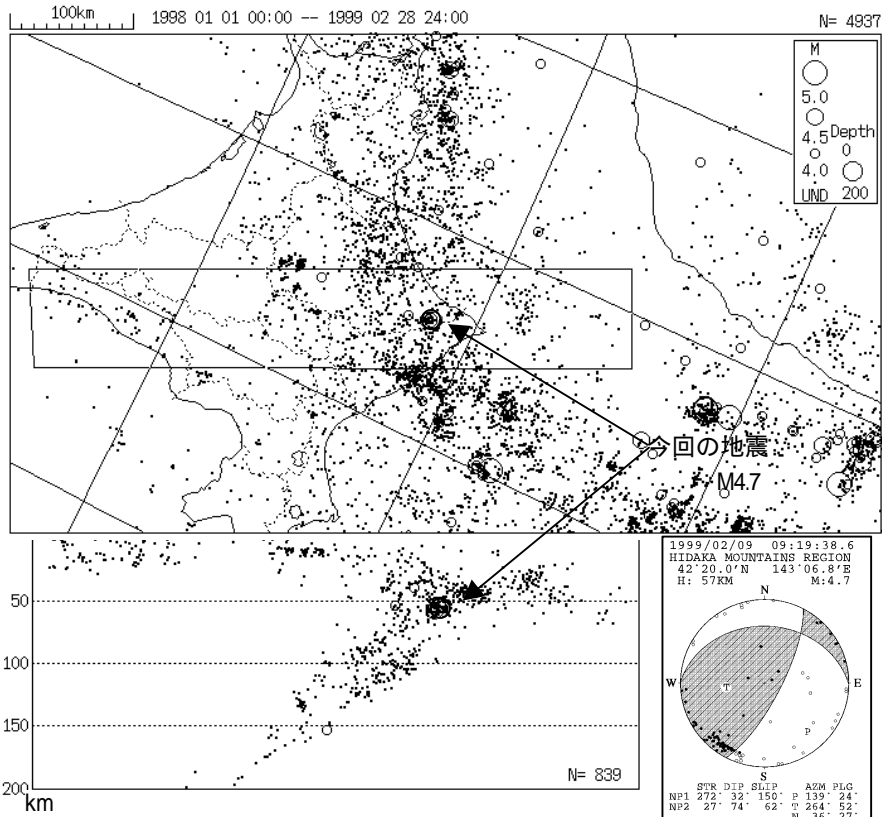 100km
1998 01 01 00:00 -- 1999 02 28 24:00
N= 4937
M
5.0
4.5
4.0
UND
Depth
0
200
今回の地震
M4.7
50
100
150
200
km
N= 839
1999/02/09 09:19:38.6
HIDAKA MOUNTAINS REGION
42°20.0'N 143°06.8'E
H: 57KM M:4.7
N
W
T
E
P
S
STR DIP SLIP AZM PLG
NP1 272° 32° 150° P 139° 24°
NP2 27° 74° 62° T 264° 52°
N 36° 27°